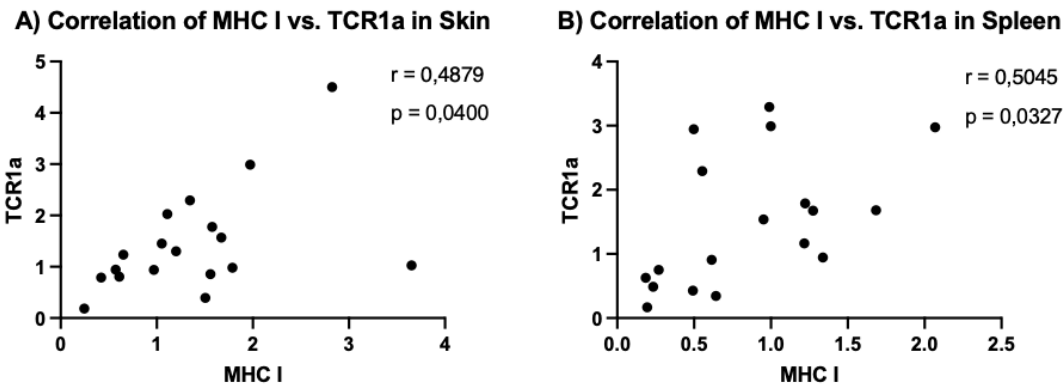 A) Correlation of MHC I vs. TCR1a in Skin
r = 0,4879
p = 0,0400
TCR1a
5
4
3
2
1
0
0 1 2 3 4
MHC I
B) Correlation of MHC I vs. TCR1a in Spleen
r = 0,5045
p = 0,0327
TCR1a
4
3
2
1
0
0.0 0.5 1.0 1.5 2.0 2.5
MHC I